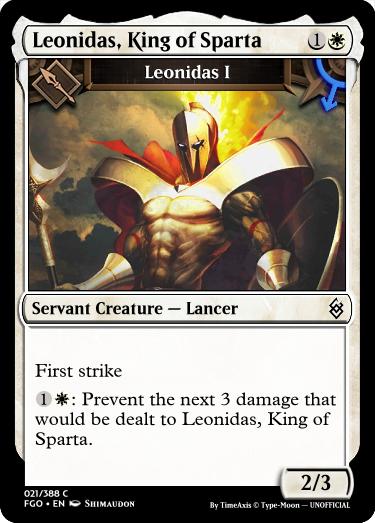 Leonidas, King of Sparta 1
Leonidas I
Servant Creature — Lancer
First strike
1: Prevent the next 3 damage that
would be dealt to Leonidas, King of
Sparta.
2/3
021/388 C
FGO • EN Shimaudon
By TimeAxis © Type-Moon — UNOFFICIAL